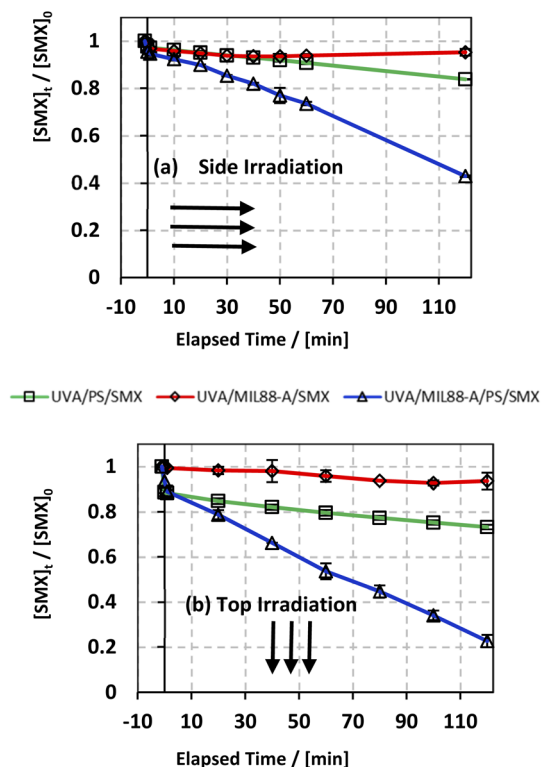 [SMX]t / [SMX]0
1
0.8
0.6
0.4
0.2
0
(a) Side Irradiation
-10 10 30 50 70 90 110
Elapsed Time / [min]
UVA/PS/SMX UVA/MIL88-A/SMX UVA/MIL88-A/PS/SMX
[SMX]t / [SMX]0
1
0.8
0.6
0.4
0.2
0
(b) Top Irradiation
-10 10 30 50 70 90 110
Elapsed Time / [min]